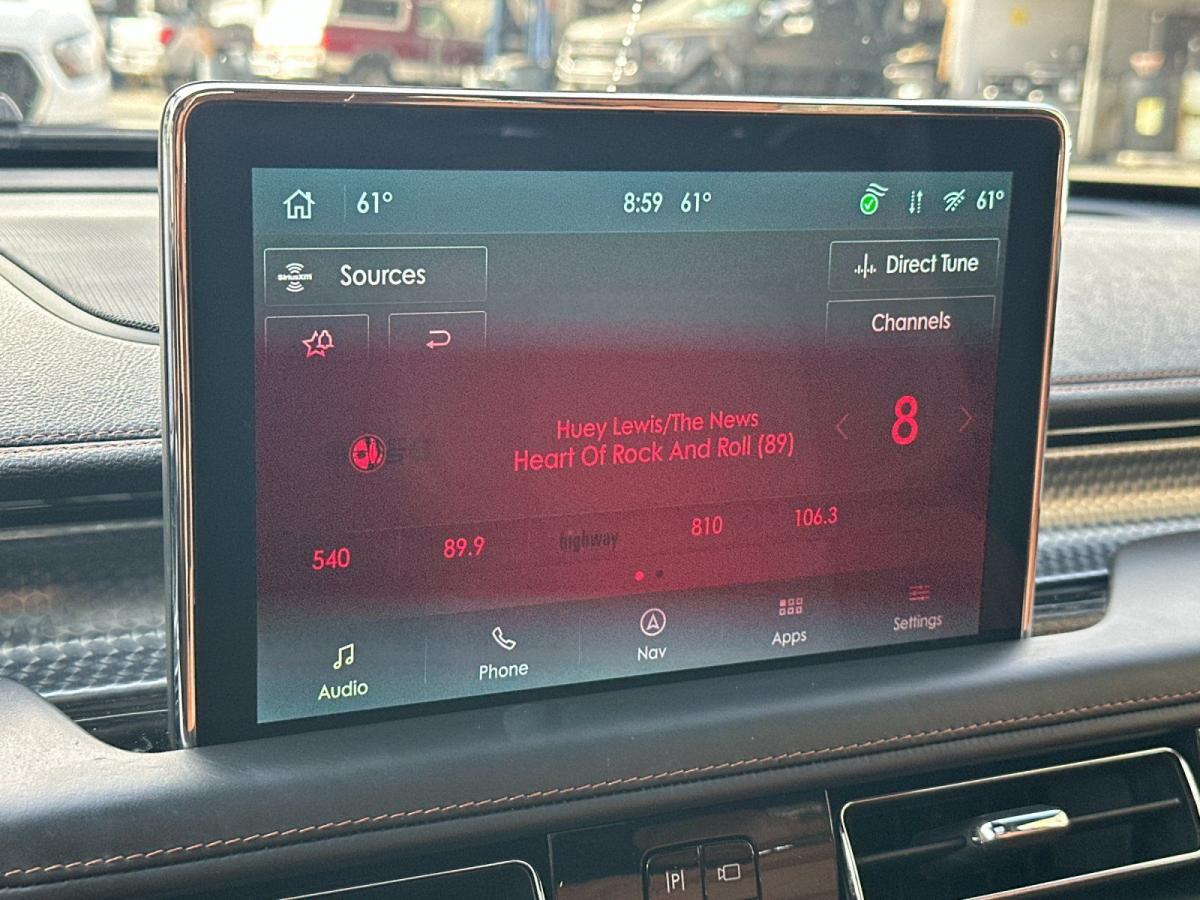 61°
8:59 61°
61°
SiriusXM
Sources
Direct Tune
Channels
Huey Lewis/The News
Heart Of Rock And Roll (89)
8
540
89.9
highway
810
106.3
Audio
Phone
Nav
Apps
Settings
P